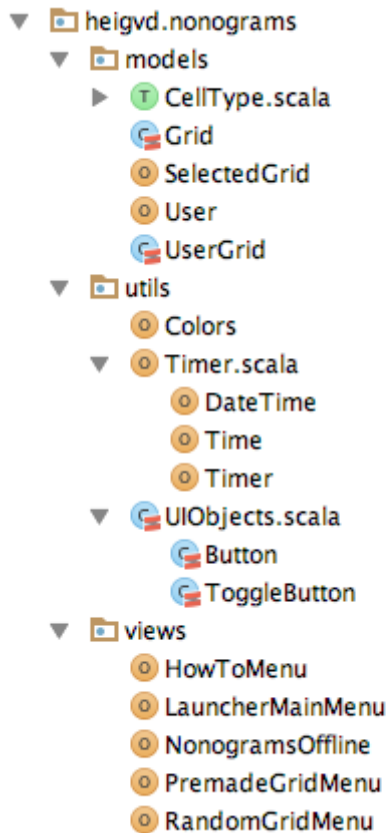 heigvd.nonograms
models
T CellType.scala
C Grid
O SelectedGrid
O User
C UserGrid
utils
O Colors
O Timer.scala
O DateTime
O Time
O Timer
C UIObjects.scala
C Button
C ToggleButton
views
O HowToMenu
O LauncherMainMenu
O NonogramsOffline
O PremadeGridMenu
O RandomGridMenu